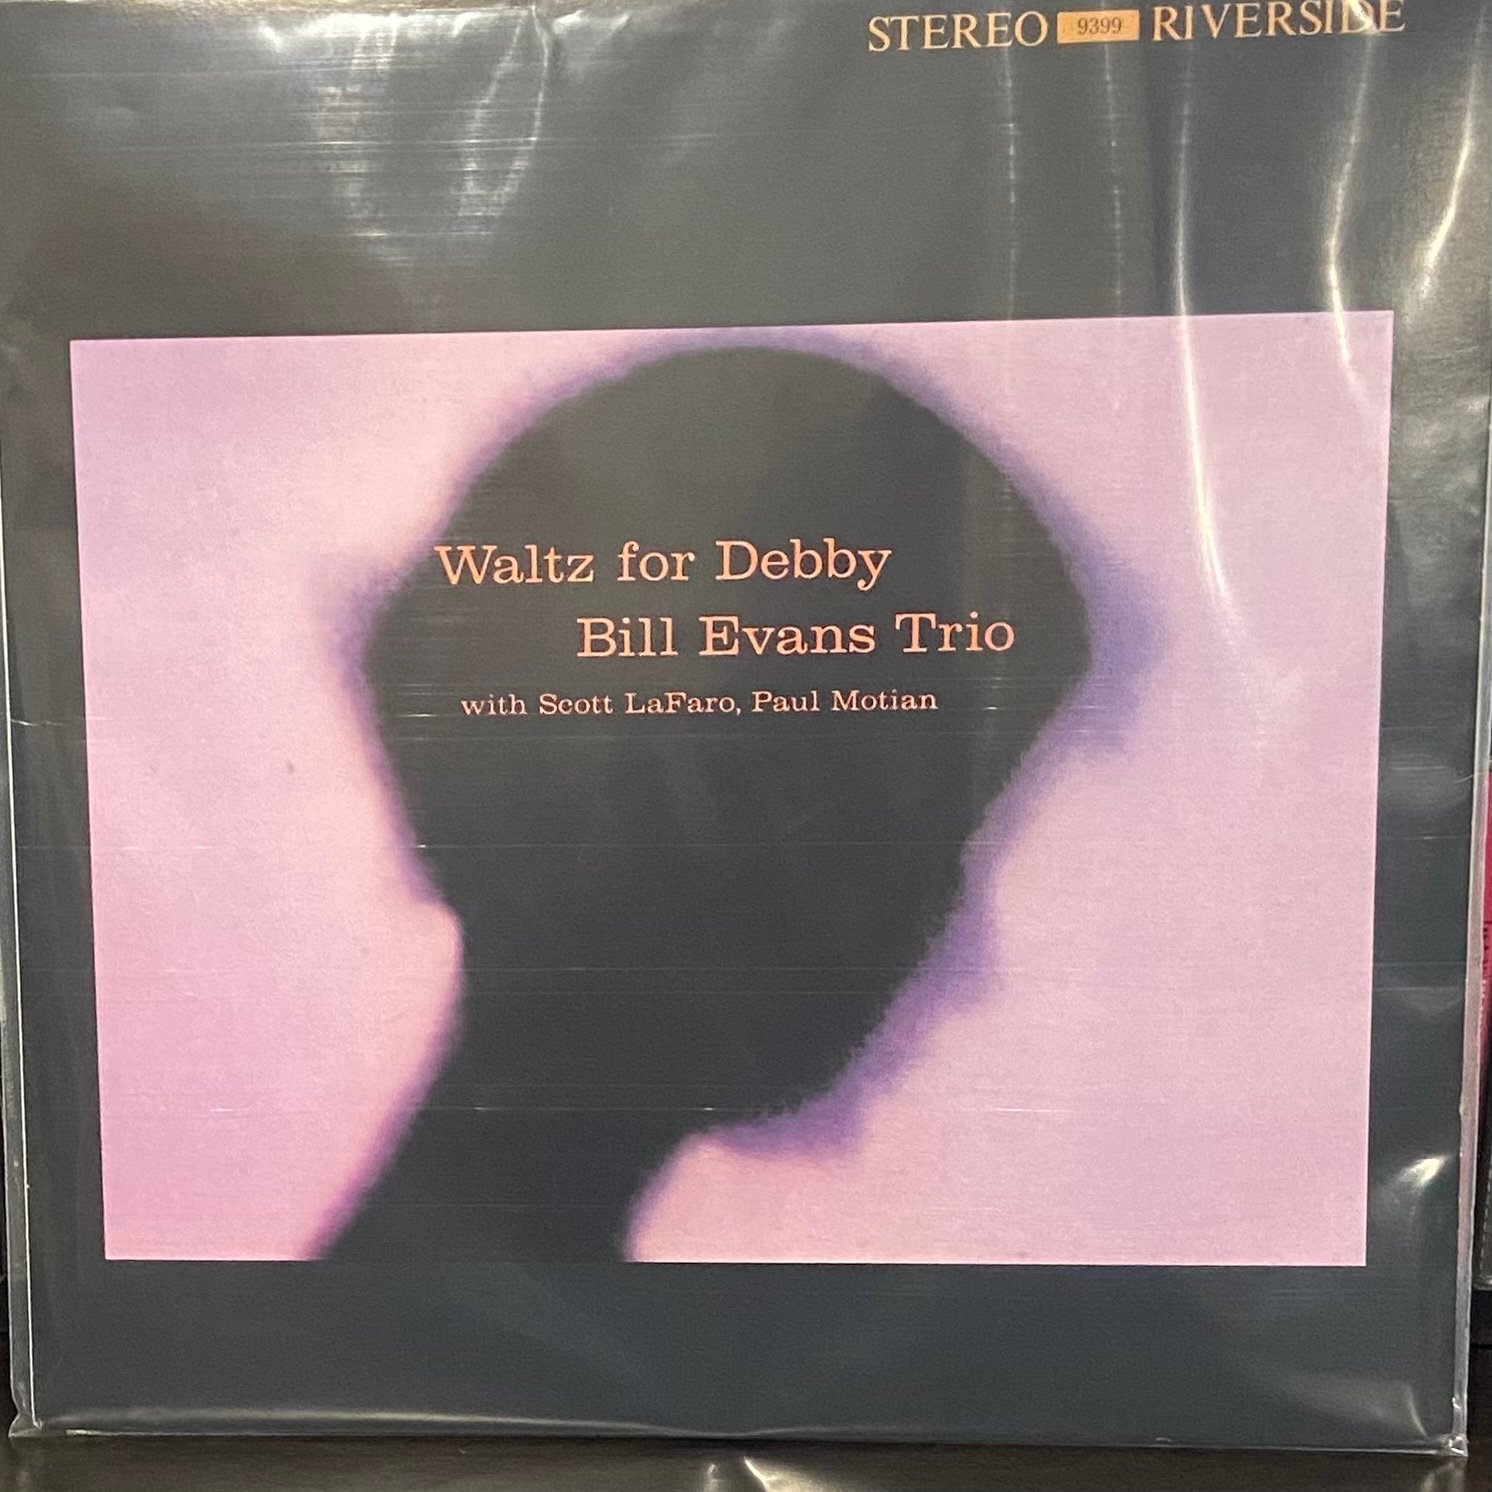 STEREO 9399 RIVERSIDE
Waltz for Debby
Bill Evans Trio
with Scott LaFaro, Paul Motian